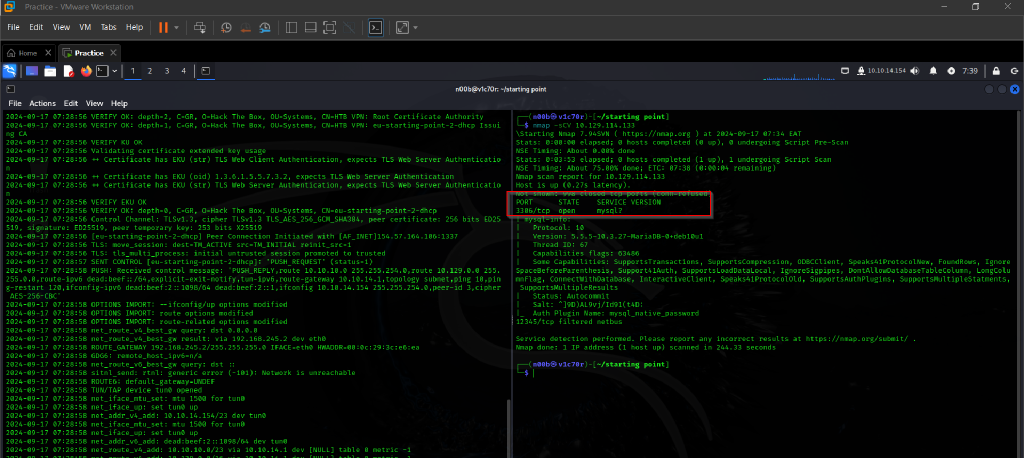 Practice - VMware Workstation
File Edit View VM Tabs Help
Home Practice
1 2 3 4 10.10.14.154 7:39
n00b@v1c70r: ~/starting point
File Actions Edit View Help
2024-09-17 07:28:56 VERIFY OK: depth=2, C=GR, O=Hack The Box, OU=Systems, CN=HTB VPN: Root Certificate Authority
2024-09-17 07:28:56 VERIFY OK: depth=1, C=GR, O=Hack The Box, OU=Systems, CN=HTB VPN: eu-starting-point-2-dhcp Issui
ng CA
2024-09-17 07:28:56 VERIFY KU OK
2024-09-17 07:28:56 Validating certificate extended key usage
2024-09-17 07:28:56 ++ Certificate has EKU (str) TLS Web Client Authentication, expects TLS Web Server Authenticatio
n
2024-09-17 07:28:56 ++ Certificate has EKU (oid) 1.3.6.1.5.5.7.3.2, expects TLS Web Server Authentication
2024-09-17 07:28:56 ++ Certificate has EKU (str) TLS Web Server Authentication, expects TLS Web Server Authenticatio
n
2024-09-17 07:28:56 VERIFY EKU OK
2024-09-17 07:28:56 VERIFY OK: depth=0, C=GR, O=Hack The Box, OU=Systems, CN=eu-starting-point-2-dhcp
2024-09-17 07:28:56 Control Channel: TLSv1.3, cipher TLSv1.3 TLS_AES_256_GCM_SHA384, peer certificate: 256 bits ED25
519, signature: ED25519, peer temporary key: 253 bits X25519
2024-09-17 07:28:56 [eu-starting-point-2-dhcp] Peer Connection Initiated with [AF_INET]154.57.164.106:1337
2024-09-17 07:28:56 TLS: move_session: dest=TM_ACTIVE src=TM_INITIAL reinit_src=1
2024-09-17 07:28:56 TLS: tls_multi_process: initial untrusted session promoted to trusted
2024-09-17 07:28:57 SENT CONTROL [eu-starting-point-2-dhcp]: 'PUSH_REQUEST' (status=1)
2024-09-17 07:28:58 PUSH: Received control message: 'PUSH_REPLY,route 10.10.10.0 255.255.254.0,route 10.129.0.0 255.
255.0.0,route-ipv6 dead:beef::/64,explicit-exit-notify,tun-ipv6,route-gateway 10.10.14.1,topology subnet,ping 10,pin
g-restart 120,ifconfig-ipv6 dead:beef:2::1098/64 dead:beef:2::1,ifconfig 10.10.14.154 255.255.254.0,peer-id 3,cipher
AES-256-CBC'
2024-09-17 07:28:58 OPTIONS IMPORT: --ifconfig/up options modified
2024-09-17 07:28:58 OPTIONS IMPORT: route options modified
2024-09-17 07:28:58 OPTIONS IMPORT: route-related options modified
2024-09-17 07:28:58 net_route_v4_best_gw query: dst 0.0.0.0
2024-09-17 07:28:58 net_route_v4_best_gw result: via 192.168.245.2 dev eth0
2024-09-17 07:28:58 ROUTE_GATEWAY 192.168.245.2/255.255.255.0 IFACE=eth0 HWADDR=00:0c:29:3c:e6:ea
2024-09-17 07:28:58 GDG6: remote_host_ipv6=n/a
2024-09-17 07:28:58 net_route_v6_best_gw query: dst ::
2024-09-17 07:28:58 sitnl_send: rtnl: generic error (-101): Network is unreachable
2024-09-17 07:28:58 ROUTE6: default_gateway=UNDEF
2024-09-17 07:28:58 TUN/TAP device tun0 opened
2024-09-17 07:28:58 net_iface_mtu_set: mtu 1500 for tun0
2024-09-17 07:28:58 net_iface_up: set tun0 up
2024-09-17 07:28:58 net_addr_v4_add: 10.10.14.154/23 dev tun0
2024-09-17 07:28:58 net_iface_mtu_set: mtu 1500 for tun0
2024-09-17 07:28:58 net_iface_up: set tun0 up
2024-09-17 07:28:58 net_addr_v6_add: dead:beef:2::1098/64 dev tun0
2024-09-17 07:28:58 net_route_v4_add: 10.10.10.0/23 via 10.10.14.1 dev [NULL] table 0 metric -1
(n00b㉿v1c70r)-[~/starting point]
$ nmap -sCV 10.129.114.133
\Starting Nmap 7.94SVN ( https://nmap.org ) at 2024-09-17 07:34 EAT
Stats: 0:00:00 elapsed; 0 hosts completed (0 up), 0 undergoing Script Pre-Scan
NSE Timing: About 0.00% done
Stats: 0:03:53 elapsed; 0 hosts completed (1 up), 1 undergoing Script Scan
NSE Timing: About 75.00% done; ETC: 07:38 (0:00:04 remaining)
Nmap scan report for 10.129.114.133
Host is up (0.27s latency).
Not shown: 998 closed tcp ports (conn-refused)
PORT STATE SERVICE VERSION
3306/tcp open mysql?
| mysql-info:
| Protocol: 10
| Version: 5.5.5-10.3.27-MariaDB-0+deb10u1
| Thread ID: 67
| Capabilities flags: 63486
| Some Capabilities: SupportsTransactions, SupportsCompression, ODBCClient, Speaks41ProtocolNew, FoundRows, Ignore
SpaceBeforeParenthesis, Support41Auth, SupportsLoadDataLocal, IgnoreSigpipes, DontAllowDatabaseTableColumn, LongColu
mnFlag, ConnectWithDatabase, InteractiveClient, Speaks41ProtocolOld, SupportsAuthPlugins, SupportsMultipleStatments,
SupportsMultipleResults
| Status: Autocommit
| Salt:
|_ Auth Plugin Name: mysql_native_password
12345/tcp filtered netbus
Service detection performed. Please report any incorrect results at https://nmap.org/submit/ .
Nmap done: 1 IP address (1 host up) scanned in 244.33 seconds
(n00b㉿v1c70r)-[~/starting point]
$